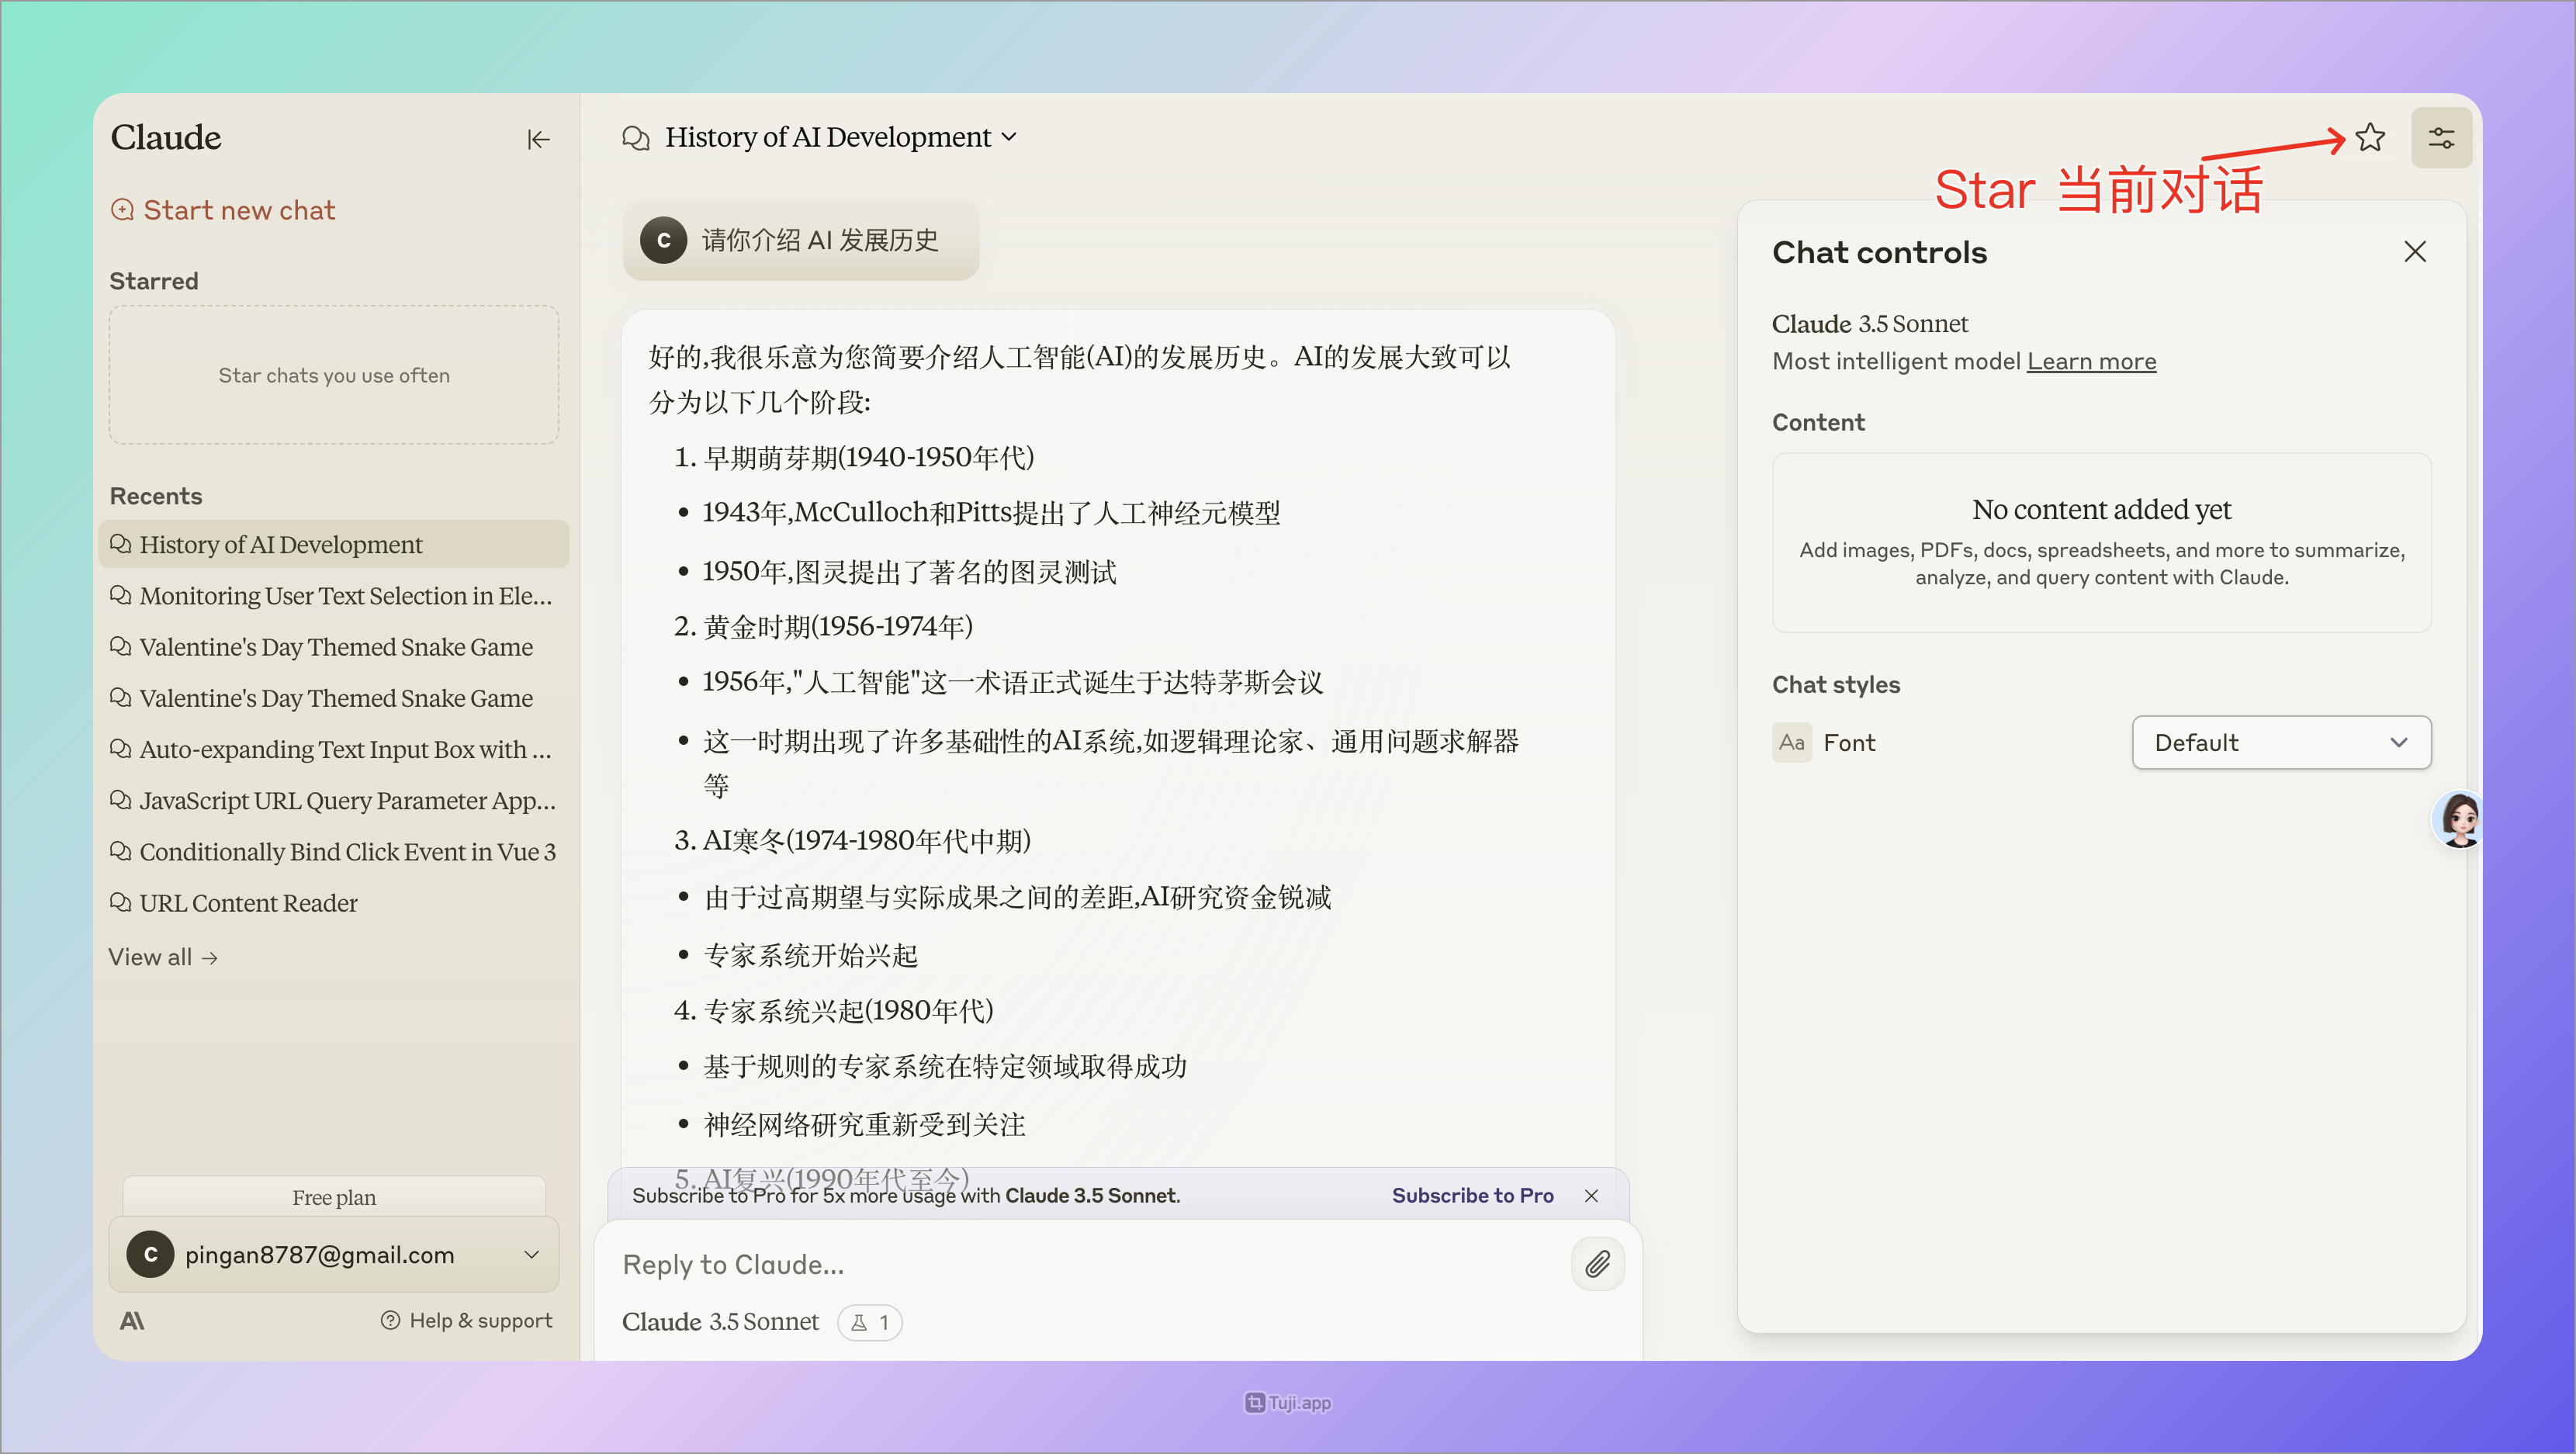 Claude
Start new chat
Starred
Star chats you use often
Recents
History of AI Development
Monitoring User Text Selection in Ele...
Valentine's Day Themed Snake Game
Valentine's Day Themed Snake Game
Auto-expanding Text Input Box with ...
JavaScript URL Query Parameter App...
Conditionally Bind Click Event in Vue 3
URL Content Reader
View all →
Free plan
C pingan8787@gmail.com
A\
Help & support
History of AI Development
Star 当前对话
C 请你介绍 AI 发展历史
好的,我很乐意为您简要介绍人工智能(AI)的发展历史。AI的发展大致可以
分为以下几个阶段:
1. 早期萌芽期(1940-1950年代)
• 1943年,McCulloch和Pitts提出了人工神经元模型
• 1950年,图灵提出了著名的图灵测试
2. 黄金时期(1956-1974年)
• 1956年,"人工智能"这一术语正式诞生于达特茅斯会议
• 这一时期出现了许多基础性的AI系统,如逻辑理论家、通用问题求解器
等
3. AI寒冬(1974-1980年代中期)
• 由于过高期望与实际成果之间的差距,AI研究资金锐减
• 专家系统开始兴起
4. 专家系统兴起(1980年代)
• 基于规则的专家系统在特定领域取得成功
• 神经网络研究重新受到关注
5. AI复兴(1990年代至今)
Subscribe to Pro for 5x more usage with Claude 3.5 Sonnet.
Subscribe to Pro
Reply to Claude...
Claude 3.5 Sonnet
1
Chat controls
Claude 3.5 Sonnet
Most intelligent model Learn more
Content
No content added yet
Add images, PDFs, docs, spreadsheets, and more to summarize,
analyze, and query content with Claude.
Chat styles
Aa Font
Default
Tuji.app